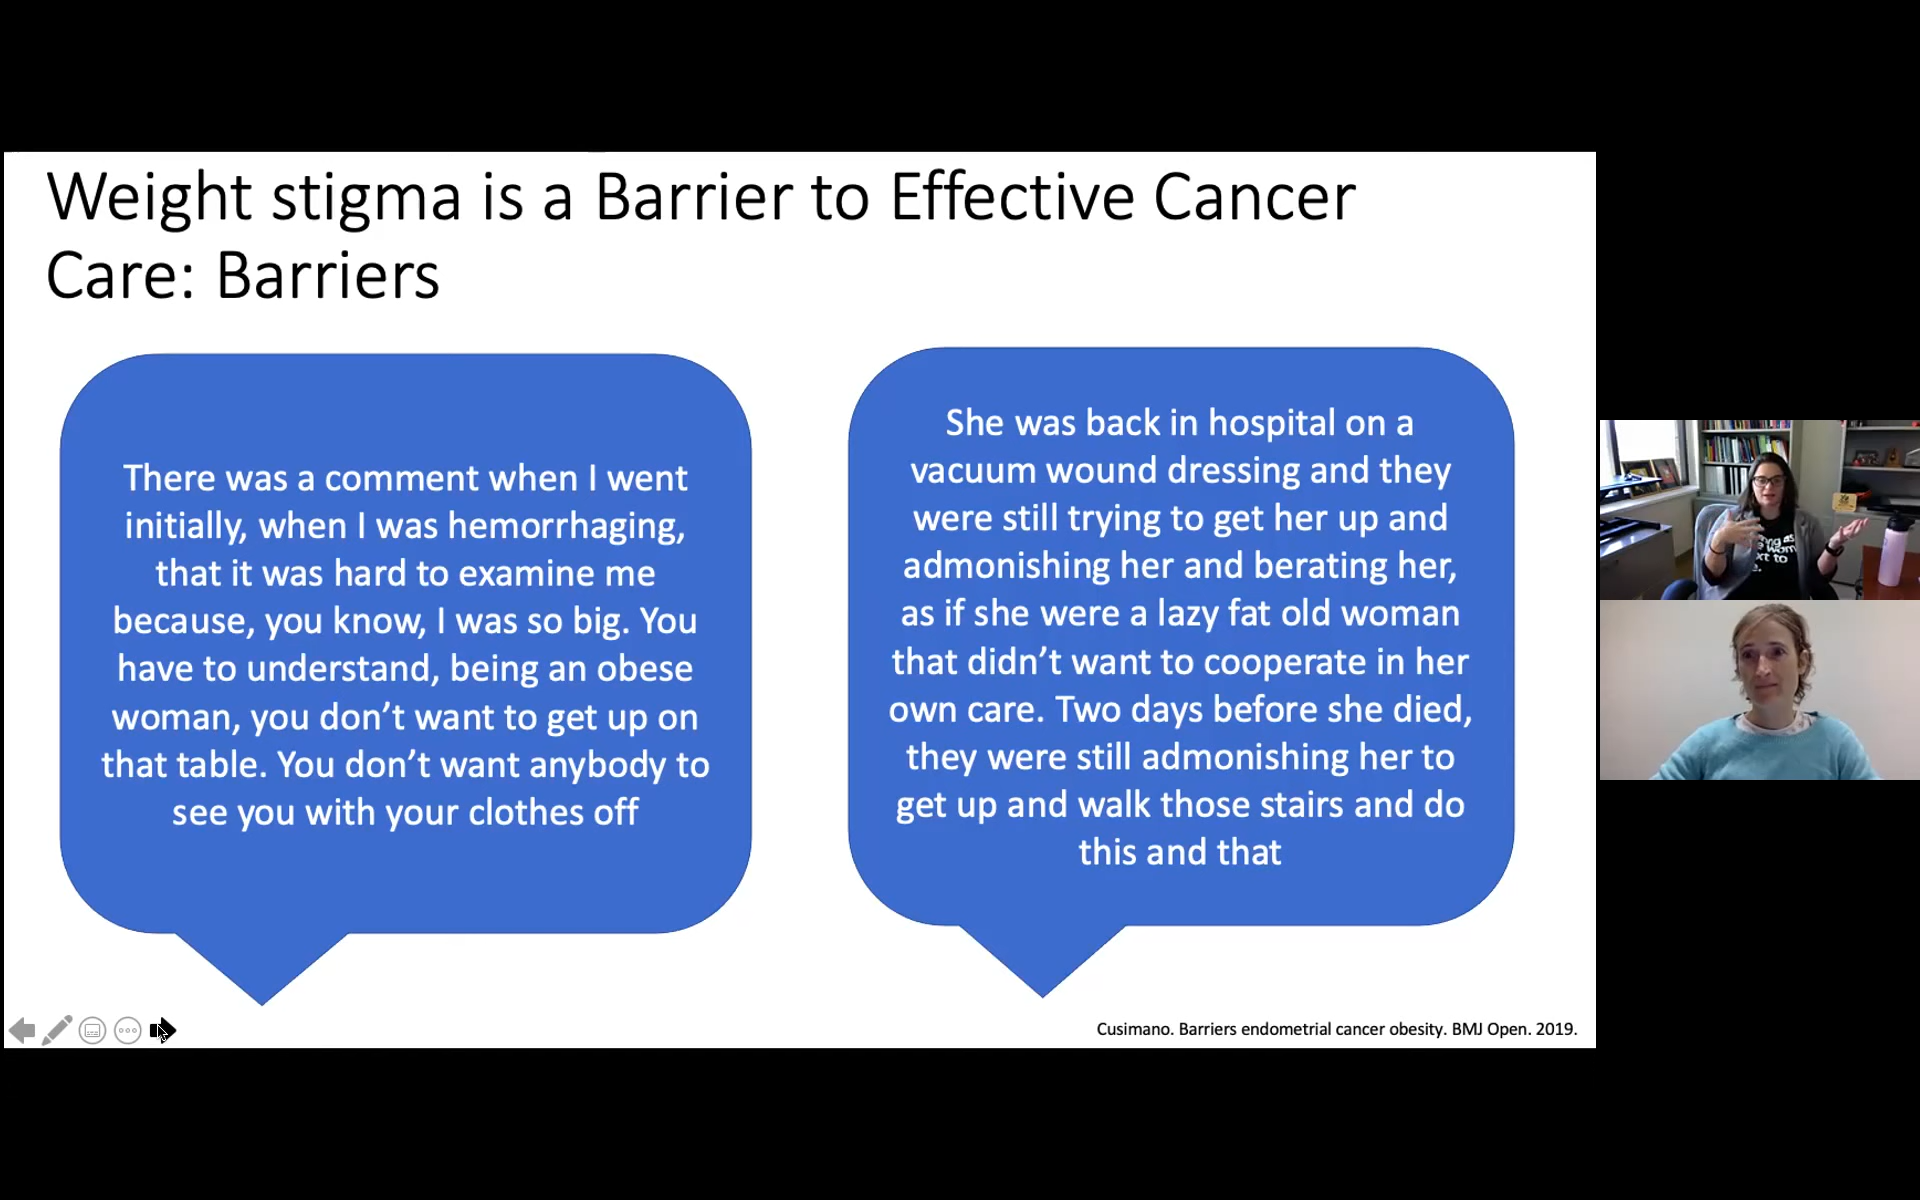 Weight stigma is a Barrier to Effective Cancer
Care: Barriers
There was a comment when I went
initially, when I was hemorrhaging,
that it was hard to examine me
because, you know, I was so big. You
have to understand, being an obese
woman, you don’t want to get up on
that table. You don’t want anybody to
see you with your clothes off
She was back in hospital on a
vacuum wound dressing and they
were still trying to get her up and
admonishing her and berating her,
as if she were a lazy fat old woman
that didn’t want to cooperate in her
own care. Two days before she died,
they were still admonishing her to
get up and walk those stairs and do
this and that
Cusimano. Barriers endometrial cancer obesity. BMJ Open. 2019.